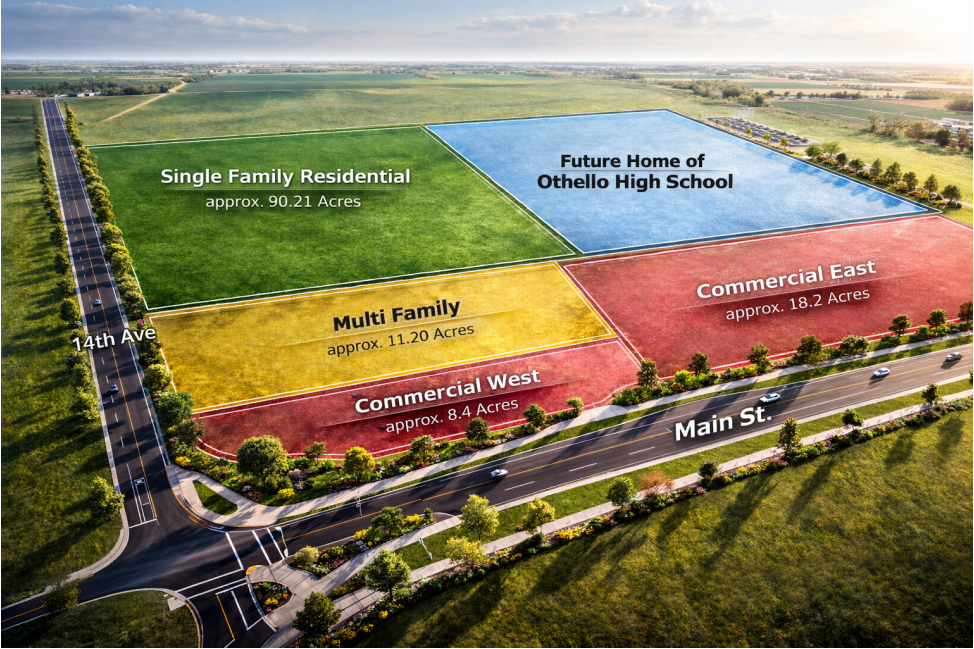 Single Family Residential
approx. 90.21 Acres
Future Home of
Othello High School
Commercial East
approx. 18.2 Acres
Multi Family
approx. 11.20 Acres
14th Ave
Commercial West
approx. 8.4 Acres
Main St.